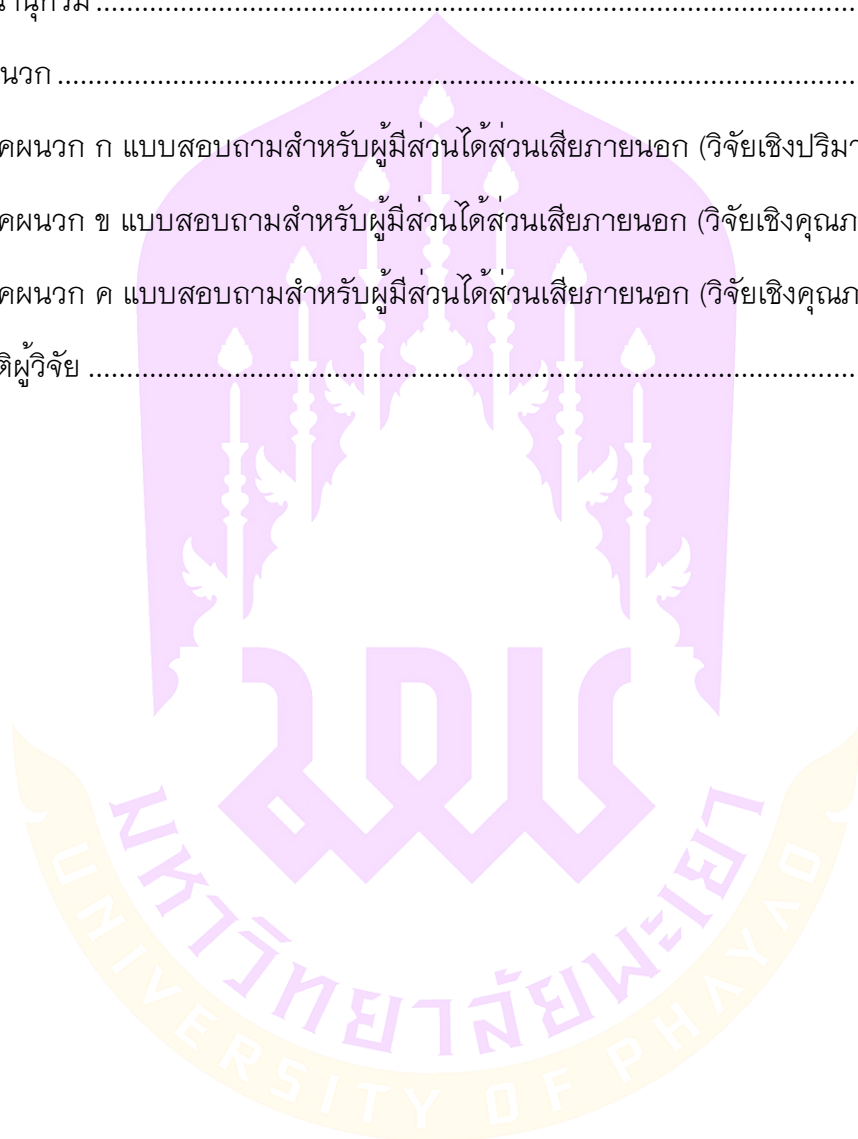 นานุกรม ........................................
นวก ........................................
คผนวก ก แบบสอบถามสำหรับผู้มีส่วนได้ส่วนเสียภายนอก (วิจัยเชิงปริมา
คผนวก ข แบบสอบถามสำหรับผู้มีส่วนได้ส่วนเสียภายนอก (วิจัยเชิงคุณภ
คผนวก ค แบบสอบถามสำหรับผู้มีส่วนได้ส่วนเสียภายนอก (วิจัยเชิงคุณภ
ติผู้วิจัย ........................................
มหาวิทยาลัยพะเยา
UNIVERSITY OF PHAYAO